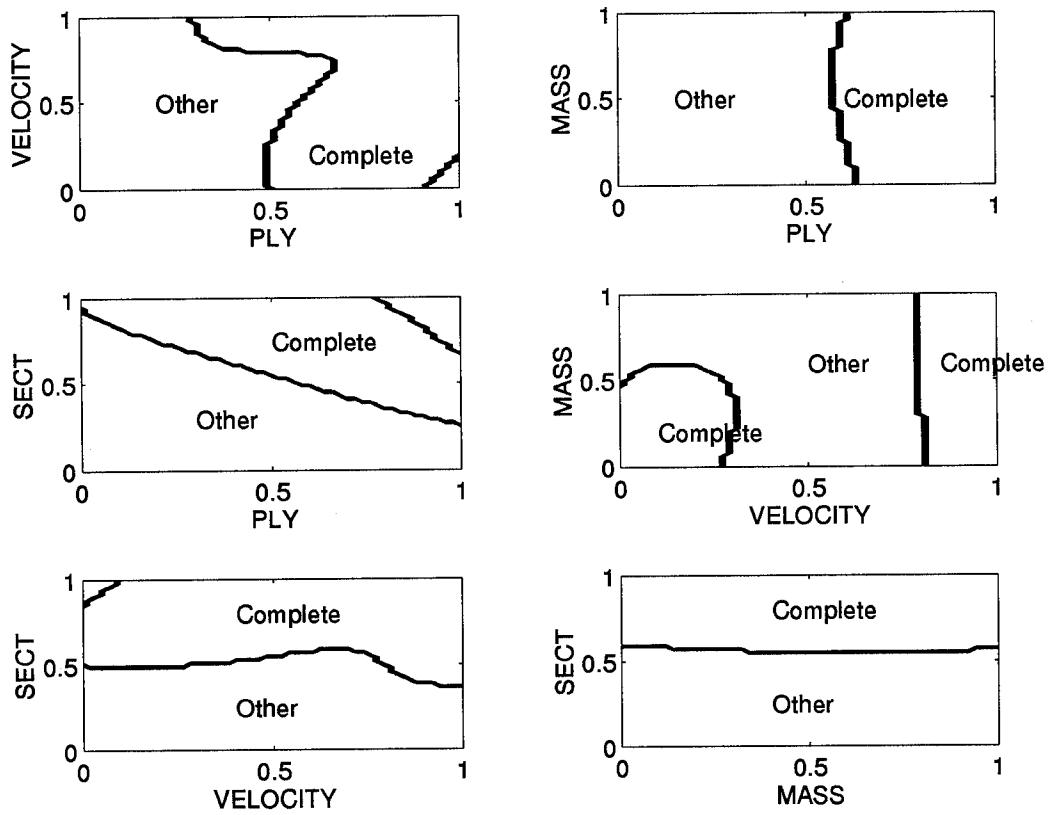 1
VELOCITY
0.5
0
Other
Complete
0
0.5
1
PLY
1
MASS
0.5
0
Other
Complete
0
0.5
1
PLY
1
SECT
0.5
0
Complete
Other
0
0.5
1
PLY
1
MASS
0.5
0
Other
Complete
Complete
0
0.5
1
VELOCITY
1
SECT
0.5
0
Complete
Other
0
0.5
1
VELOCITY
1
SECT
0.5
0
Complete
Other
0
0.5
1
MASS